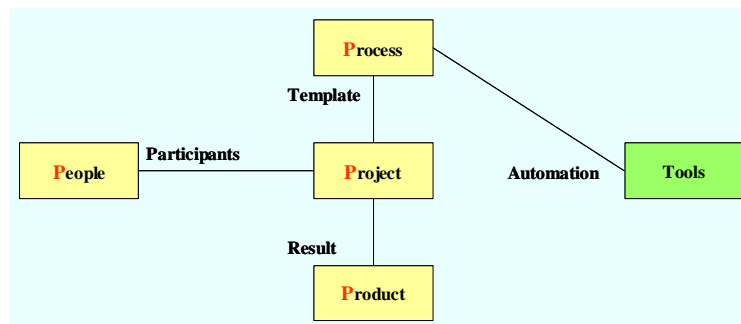 Process
Template
Participants
People
Project
Automation
Tools
Result
Product